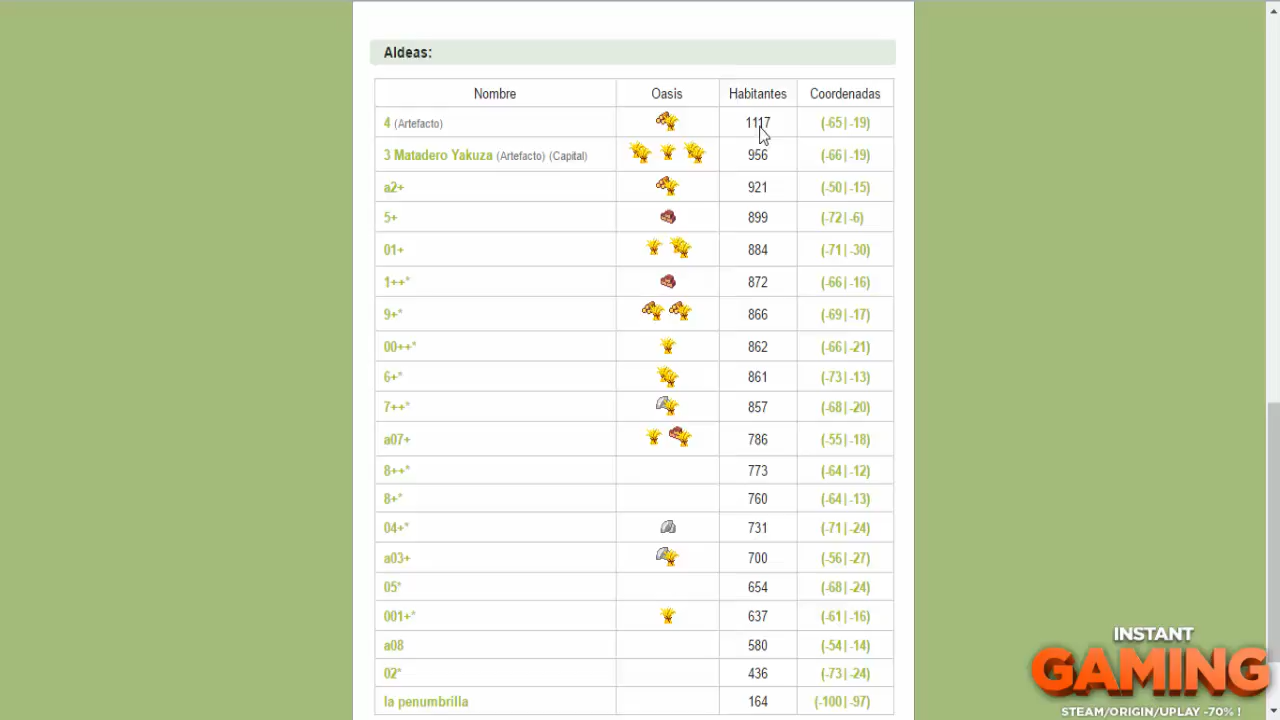 Aldeas:
Nombre Oasis Habitantes Coordenadas
4 (Artefacto) 1117 (-65|-19)
3 Matadero Yakuza (Artefacto) (Capital) 956 (-66|-19)
a2+ 921 (-50|-15)
5+ 899 (-72|-6)
01+ 884 (-71|-30)
1++* 872 (-66|-16)
9+* 866 (-69|-17)
00++* 862 (-66|-21)
6+* 861 (-73|-13)
7++* 857 (-68|-20)
a07+ 786 (-55|-18)
8++* 773 (-64|-12)
8+* 760 (-64|-13)
04+* 731 (-71|-24)
a03+ 700 (-56|-27)
05* 654 (-68|-24)
001+* 637 (-61|-16)
a08 580 (-54|-14)
02* 436 (-73|-24)
la penumbrilla 164 (-100|-97)
INSTANT
GAMING
STEAM/ORIGIN/UPLAY -70% !